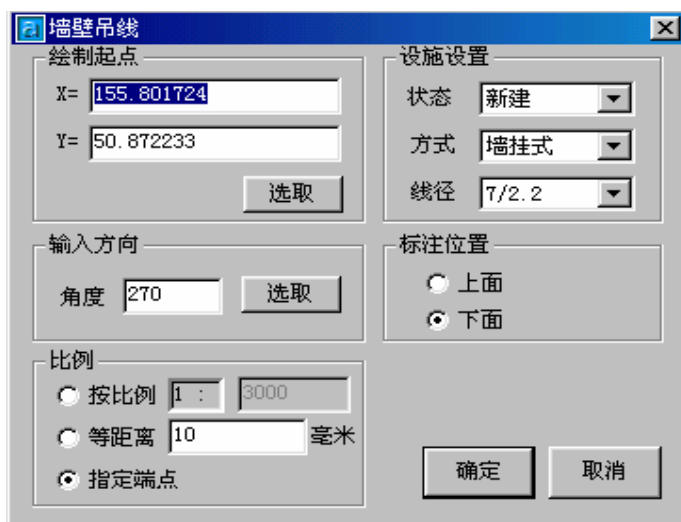 墙壁吊线
绘制起点
X= 155.801724
Y= 50.872233
选取
设施设置
状态 新建
方式 墙挂式
线径 7/2.2
输入方向
角度 270 选取
标注位置
上面
下面
比例
按比例 1 : 3000
等距离 10 毫米
指定端点
确定 取消